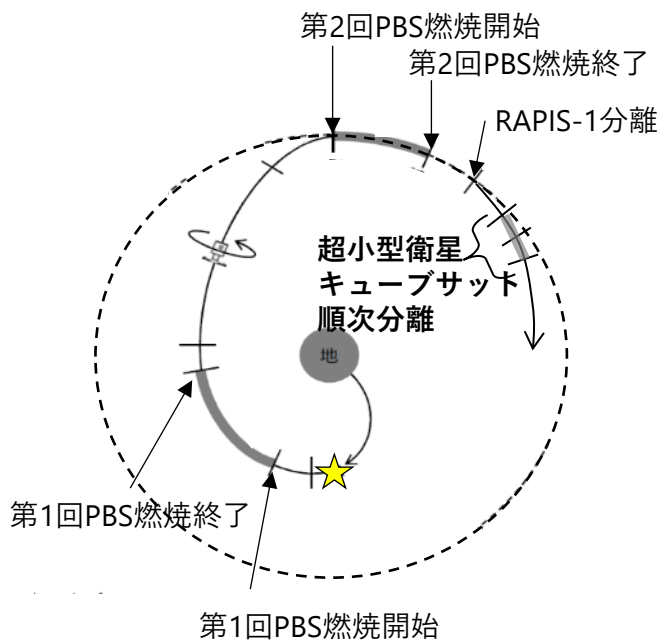 第2回PBS燃焼開始
第2回PBS燃焼終了
RAPIS-1分離
超小型衛星
キューブサット
順次分離
地
第1回PBS燃焼終了
第1回PBS燃焼開始